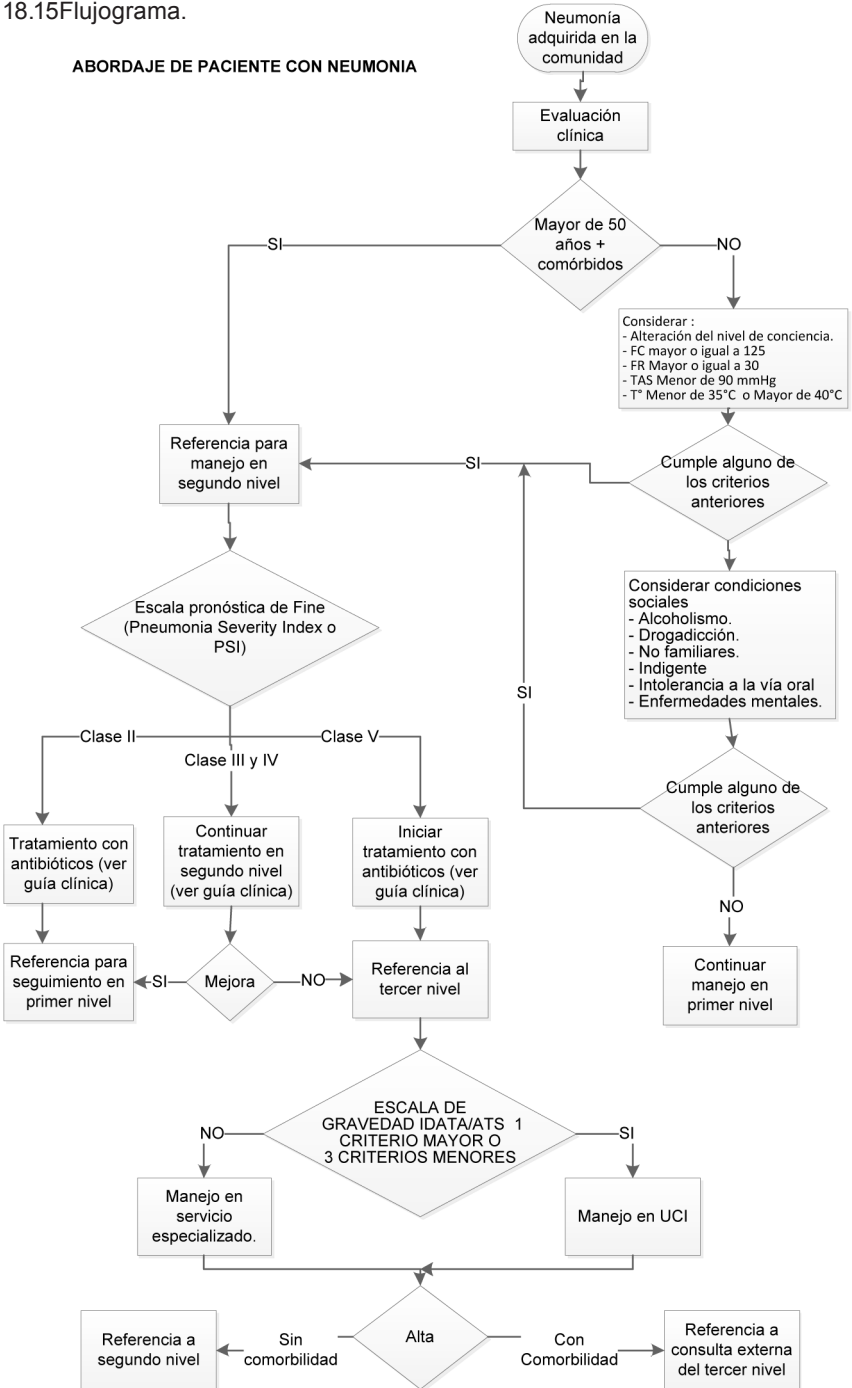 18.15Flujograma.
ABORDAJE DE PACIENTE CON NEUMONIA
Neumonía
adquirida en la
comunidad
Evaluación
clínica
Mayor de 50
años +
comórbidos
SI
NO
Considerar :
- Alteración del nivel de conciencia.
- FC mayor o igual a 125
- FR Mayor o igual a 30
- TAS Menor de 90 mmHg
- T° Menor de 35°C o Mayor de 40°C
Referencia para
manejo en
segundo nivel
SI
Cumple alguno de
los criterios
anteriores
Considerar condiciones
sociales
- Alcoholismo.
- Drogadicción.
- No familiares.
- Indigente
- Intolerancia a la vía oral
- Enfermedades mentales.
Escala pronóstica de Fine
(Pneumonia Severity Index o
PSI)
SI
Clase II
Clase III y IV
Clase V
Cumple alguno de
los criterios
anteriores
Tratamiento con
antibióticos (ver
guía clínica)
Continuar
tratamiento en
segundo nivel
(ver guía clínica)
Iniciar
tratamiento con
antibióticos (ver
guía clínica)
NO
Referencia para
seguimiento en
primer nivel
SI
Mejora
NO
Referencia al
tercer nivel
Continuar
manejo en
primer nivel
ESCALA DE
GRAVEDAD IDATA/ATS 1
CRITERIO MAYOR O
3 CRITERIOS MENORES
NO
SI
Manejo en
servicio
especializado.
Manejo en UCI
Alta
Referencia a
segundo nivel
Sin
comorbilidad
Con
Comorbilidad
Referencia a
consulta externa
del tercer nivel